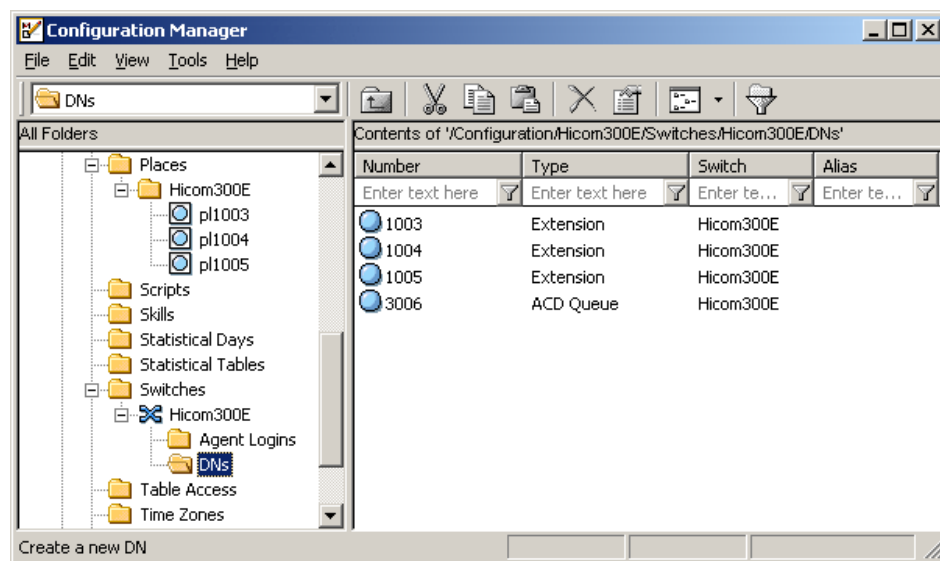 Configuration Manager
File Edit View Tools Help
DNs
All Folders
Contents of '/Configuration/Hicom300E/Switches/Hicom300E/DNs'
Places
Hicom300E
pl1003
pl1004
pl1005
Scripts
Skills
Statistical Days
Statistical Tables
Switches
Hicom300E
Agent Logins
DNs
Table Access
Time Zones
Number Type Switch Alias
Enter text here Enter text here Enter te... Enter te...
1003 Extension Hicom300E
1004 Extension Hicom300E
1005 Extension Hicom300E
3006 ACD Queue Hicom300E
Create a new DN